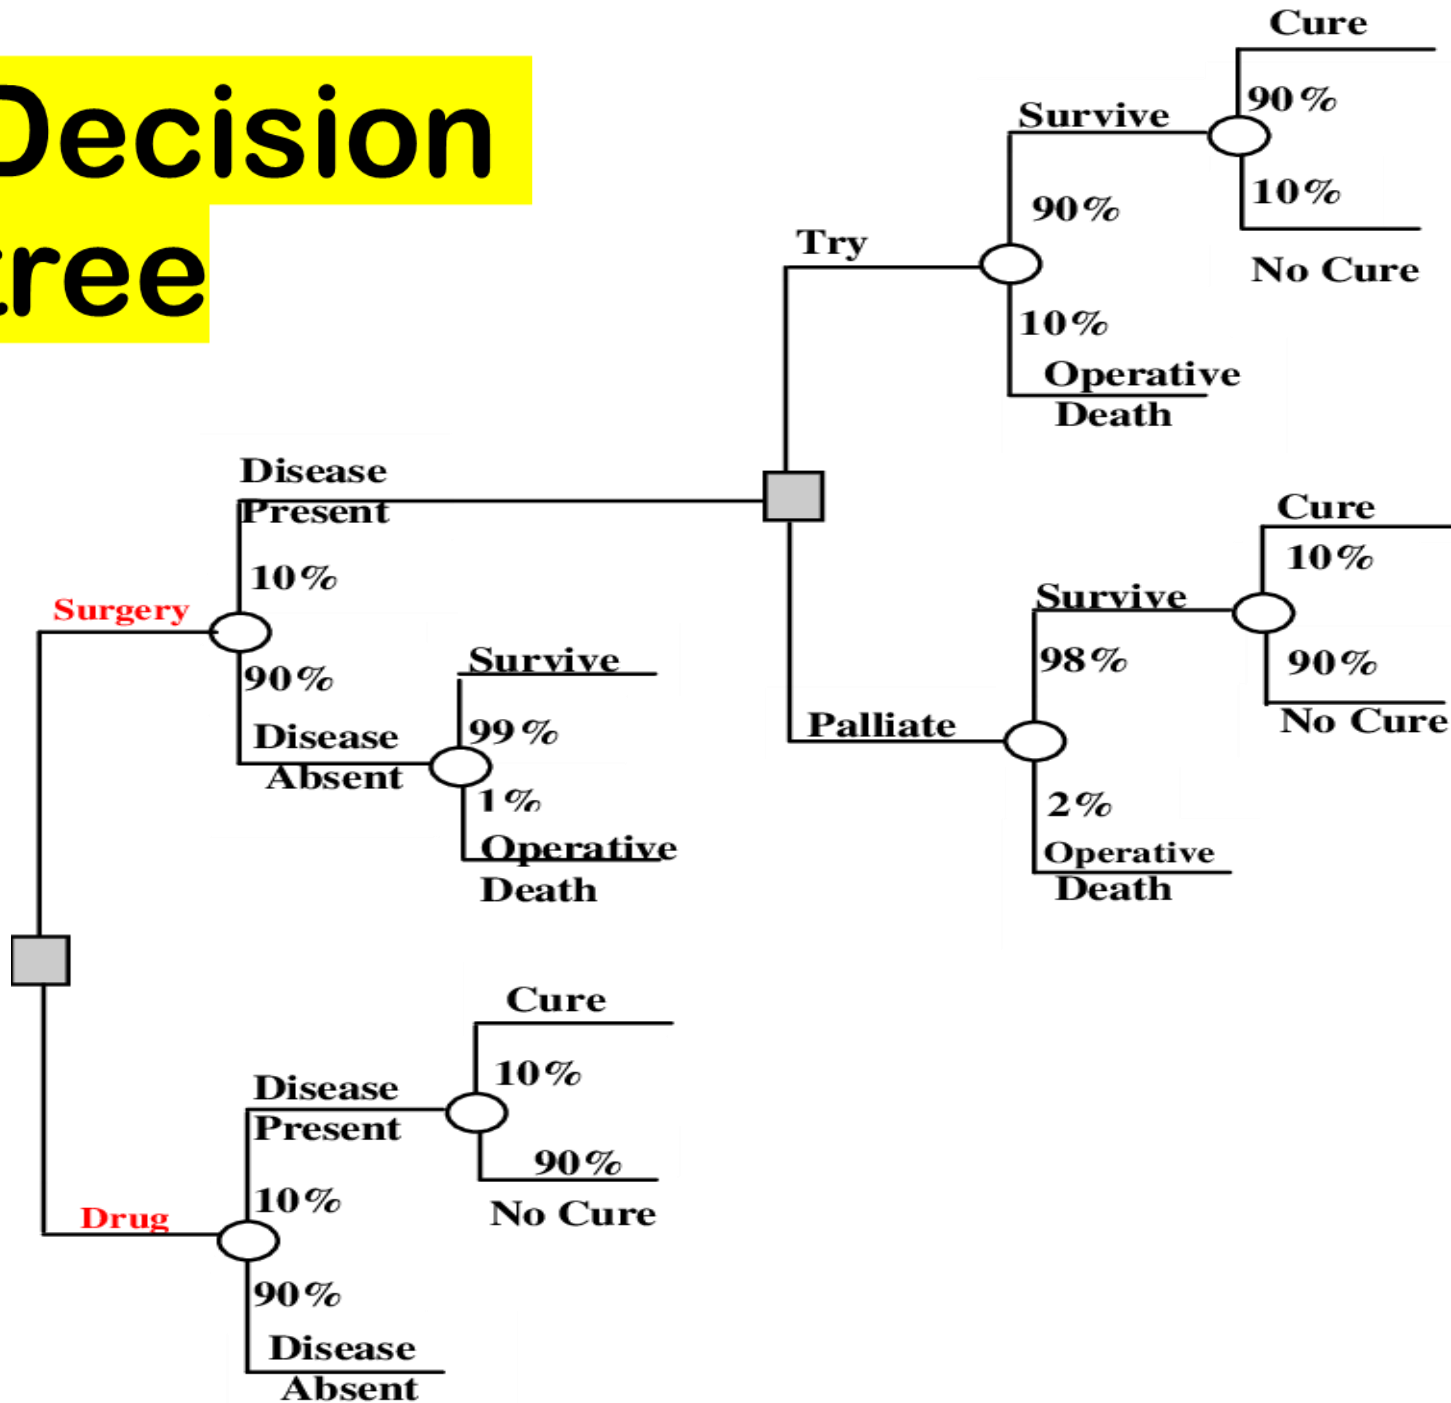 Decision
tree
Cure
90%
Survive
10%
90%
No Cure
Try
10%
Operative
Death
Disease
Present
10%
Surgery
90%
Survive
Disease
99%
Absent
1%
Operative
Death
Cure
10%
Survive
98%
90%
No Cure
Palliate
2%
Operative
Death
Cure
10%
Disease
Present
90%
10%
No Cure
Drug
90%
Disease
Absent